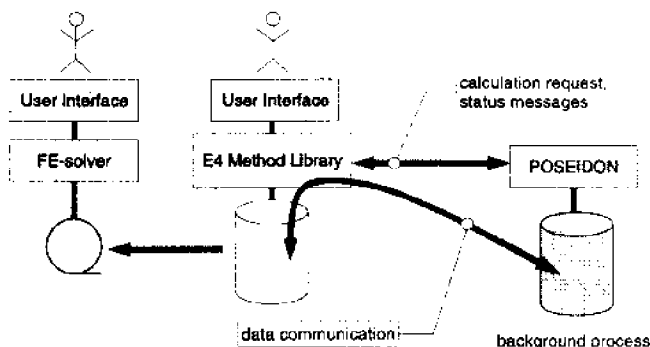 calculation request,
status messages
User Interface
User Interface
FE-solver
E4 Method Library
POSEIDON
data communication
background process